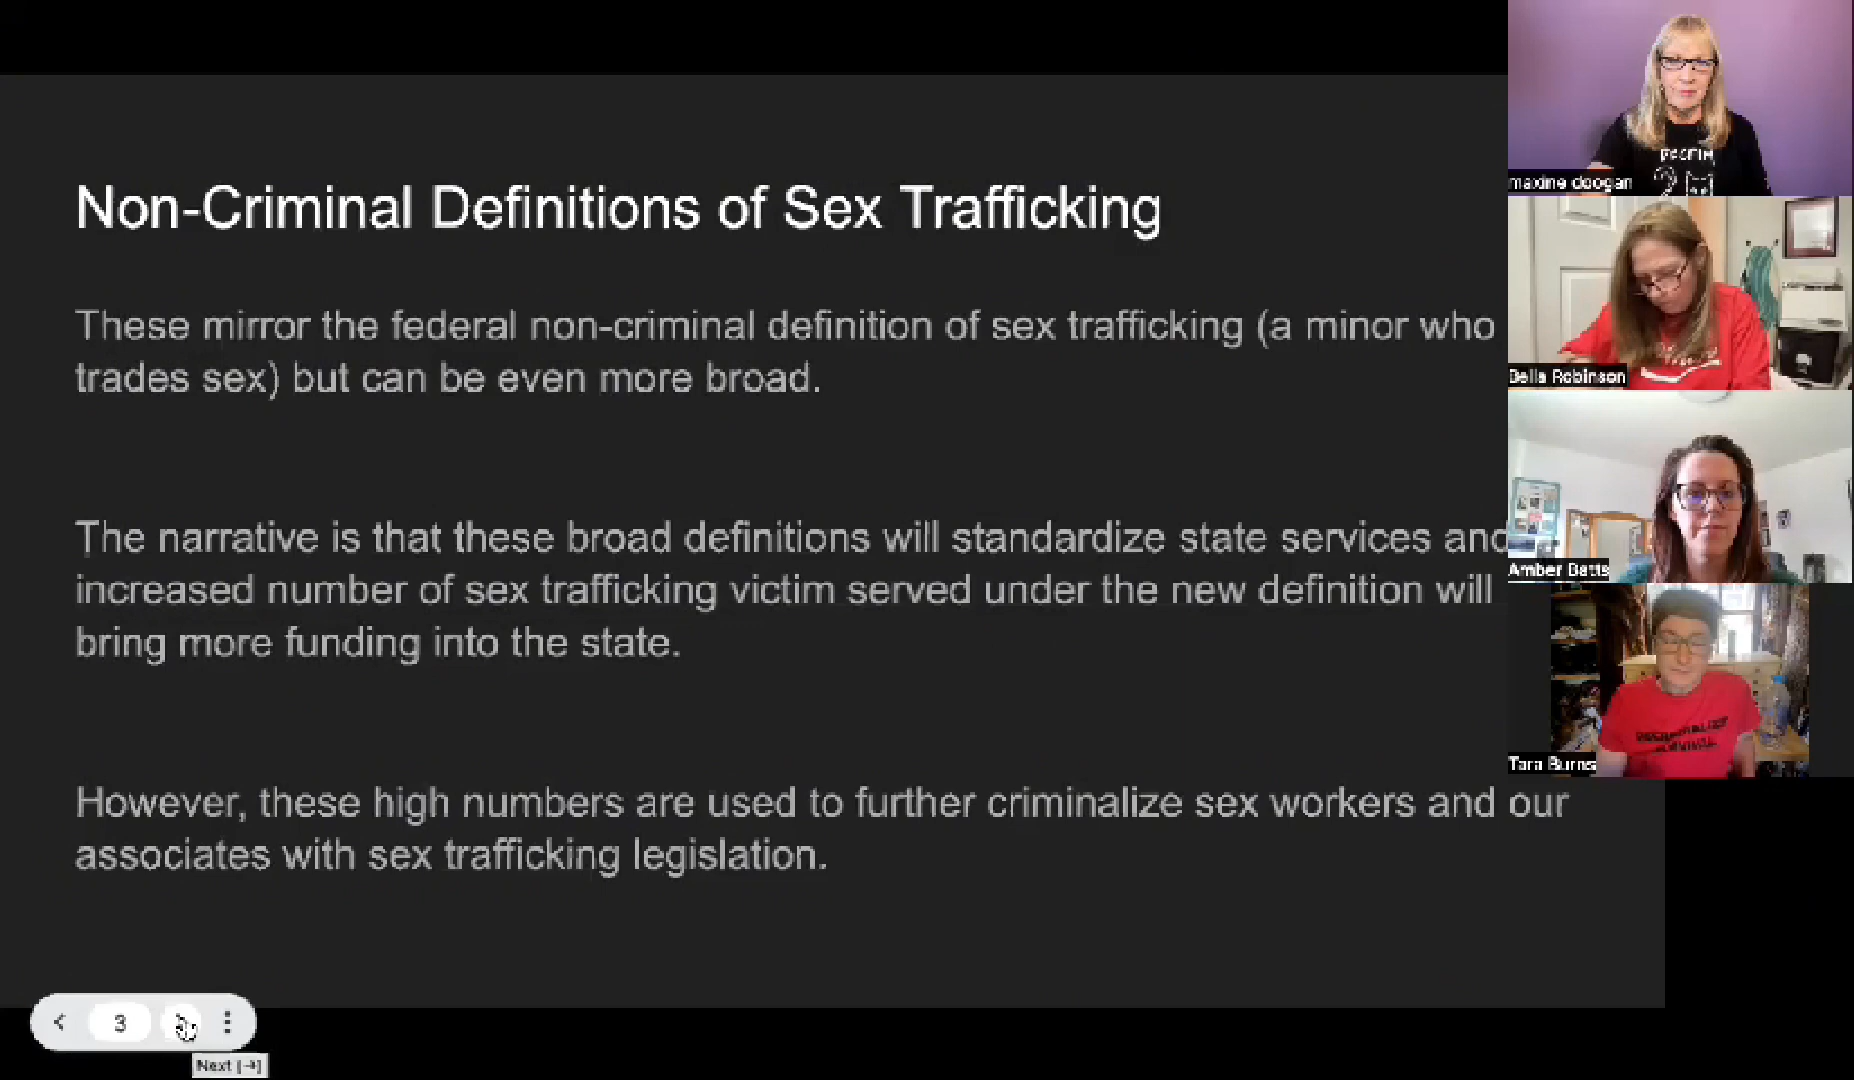 Non-Criminal Definitions of Sex Trafficking
These mirror the federal non-criminal definition of sex trafficking (a minor who
trades sex) but can be even more broad.
The narrative is that these broad definitions will standardize state services and
increased number of sex trafficking victim served under the new definition will
bring more funding into the state.
However, these high numbers are used to further criminalize sex workers and our
associates with sex trafficking legislation.
3
Next [→]
maxine doogan
Bella Robinson
Amber Batts
Tara Burns